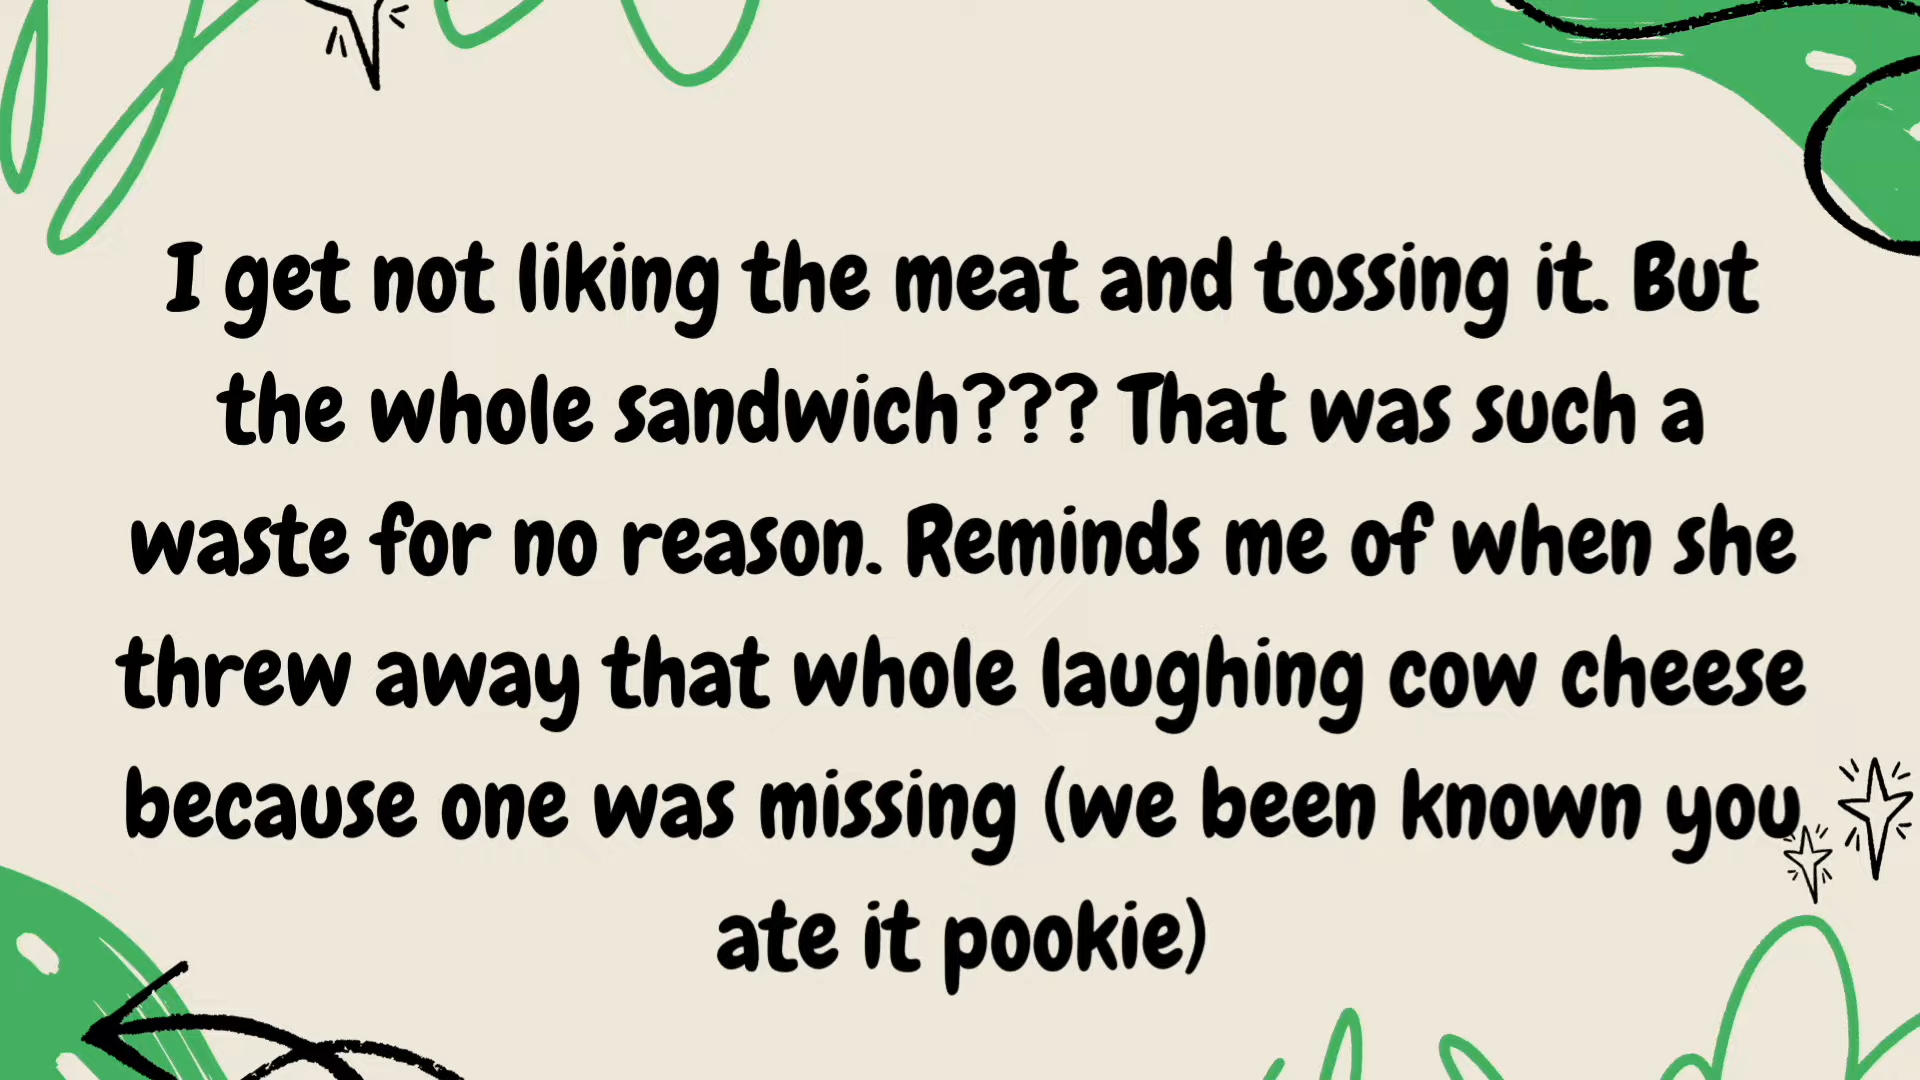 I get not liking the meat and tossing it. But
the whole sandwich??? That was such a
waste for no reason. Reminds me of when she
threw away that whole laughing cow cheese
because one was missing (we been known you
ate it pookie)